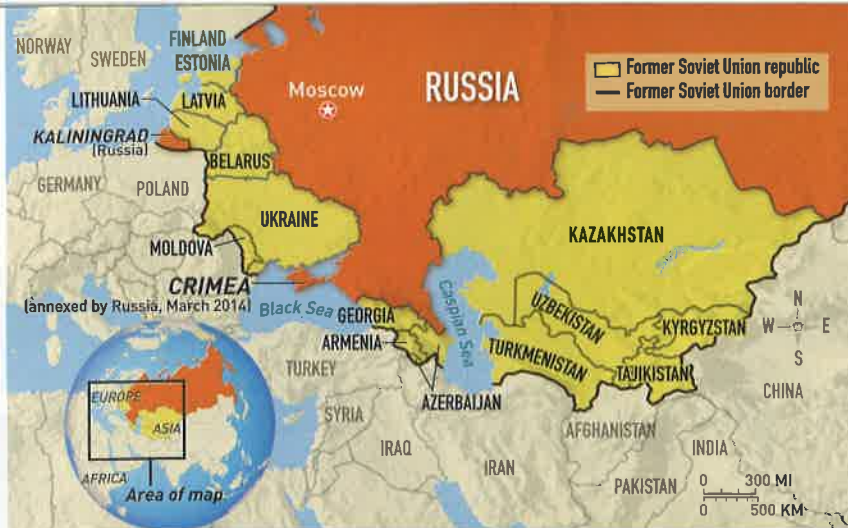 NORWAY
SWEDEN
FINLAND
ESTONIA
LATVIA
LITHUANIA
KALININGRAD
(Russia)
BELARUS
GERMANY
POLAND
UKRAINE
MOLDOVA
CRIMEA
(annexed by Russia, March 2014)
Black Sea
Moscow
RUSSIA
Former Soviet Union republic
Former Soviet Union border
KAZAKHSTAN
Caspian Sea
GEORGIA
ARMENIA
AZERBAIJAN
UZBEKISTAN
TURKMENISTAN
KYRGYZSTAN
TAJIKISTAN
N
W
E
S
CHINA
TURKEY
SYRIA
IRAQ
IRAN
AFGHANISTAN
PAKISTAN
INDIA
EUROPE
ASIA
AFRICA
Area of map
0 300 MI
0 500 KM